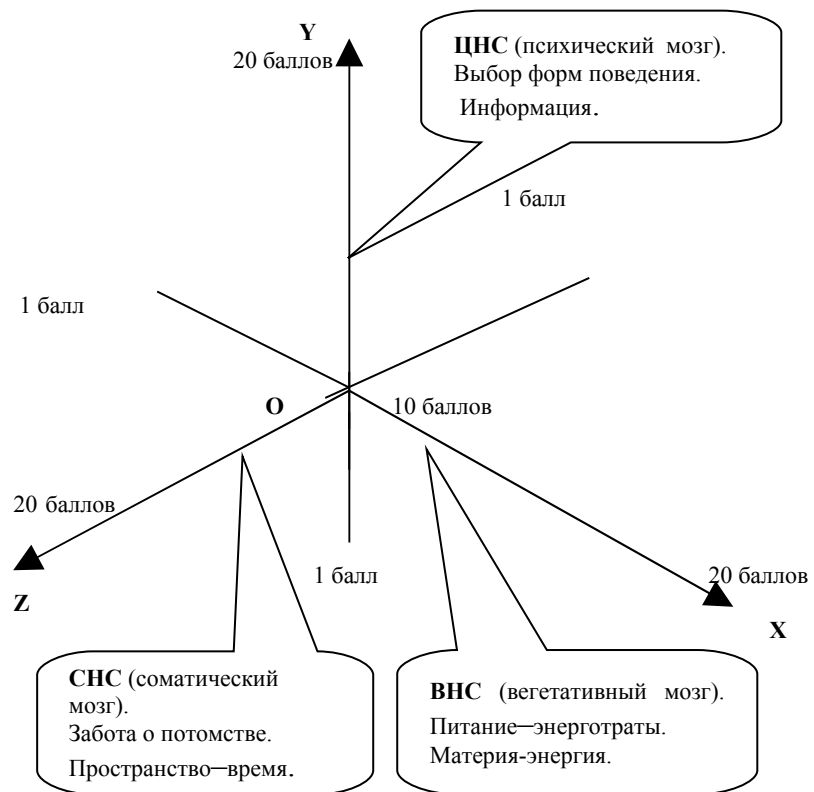 Y
20 баллов
ЦНС (психический мозг).
Выбор форм поведения.
Информация.
1 балл
1 балл
О
10 баллов
20 баллов
Z
1 балл
20 баллов
X
СНС (соматический
мозг).
Забота о потомстве.
Пространство–время.
ВНС (вегетативный мозг).
Питание–энерготраты.
Материя-энергия.